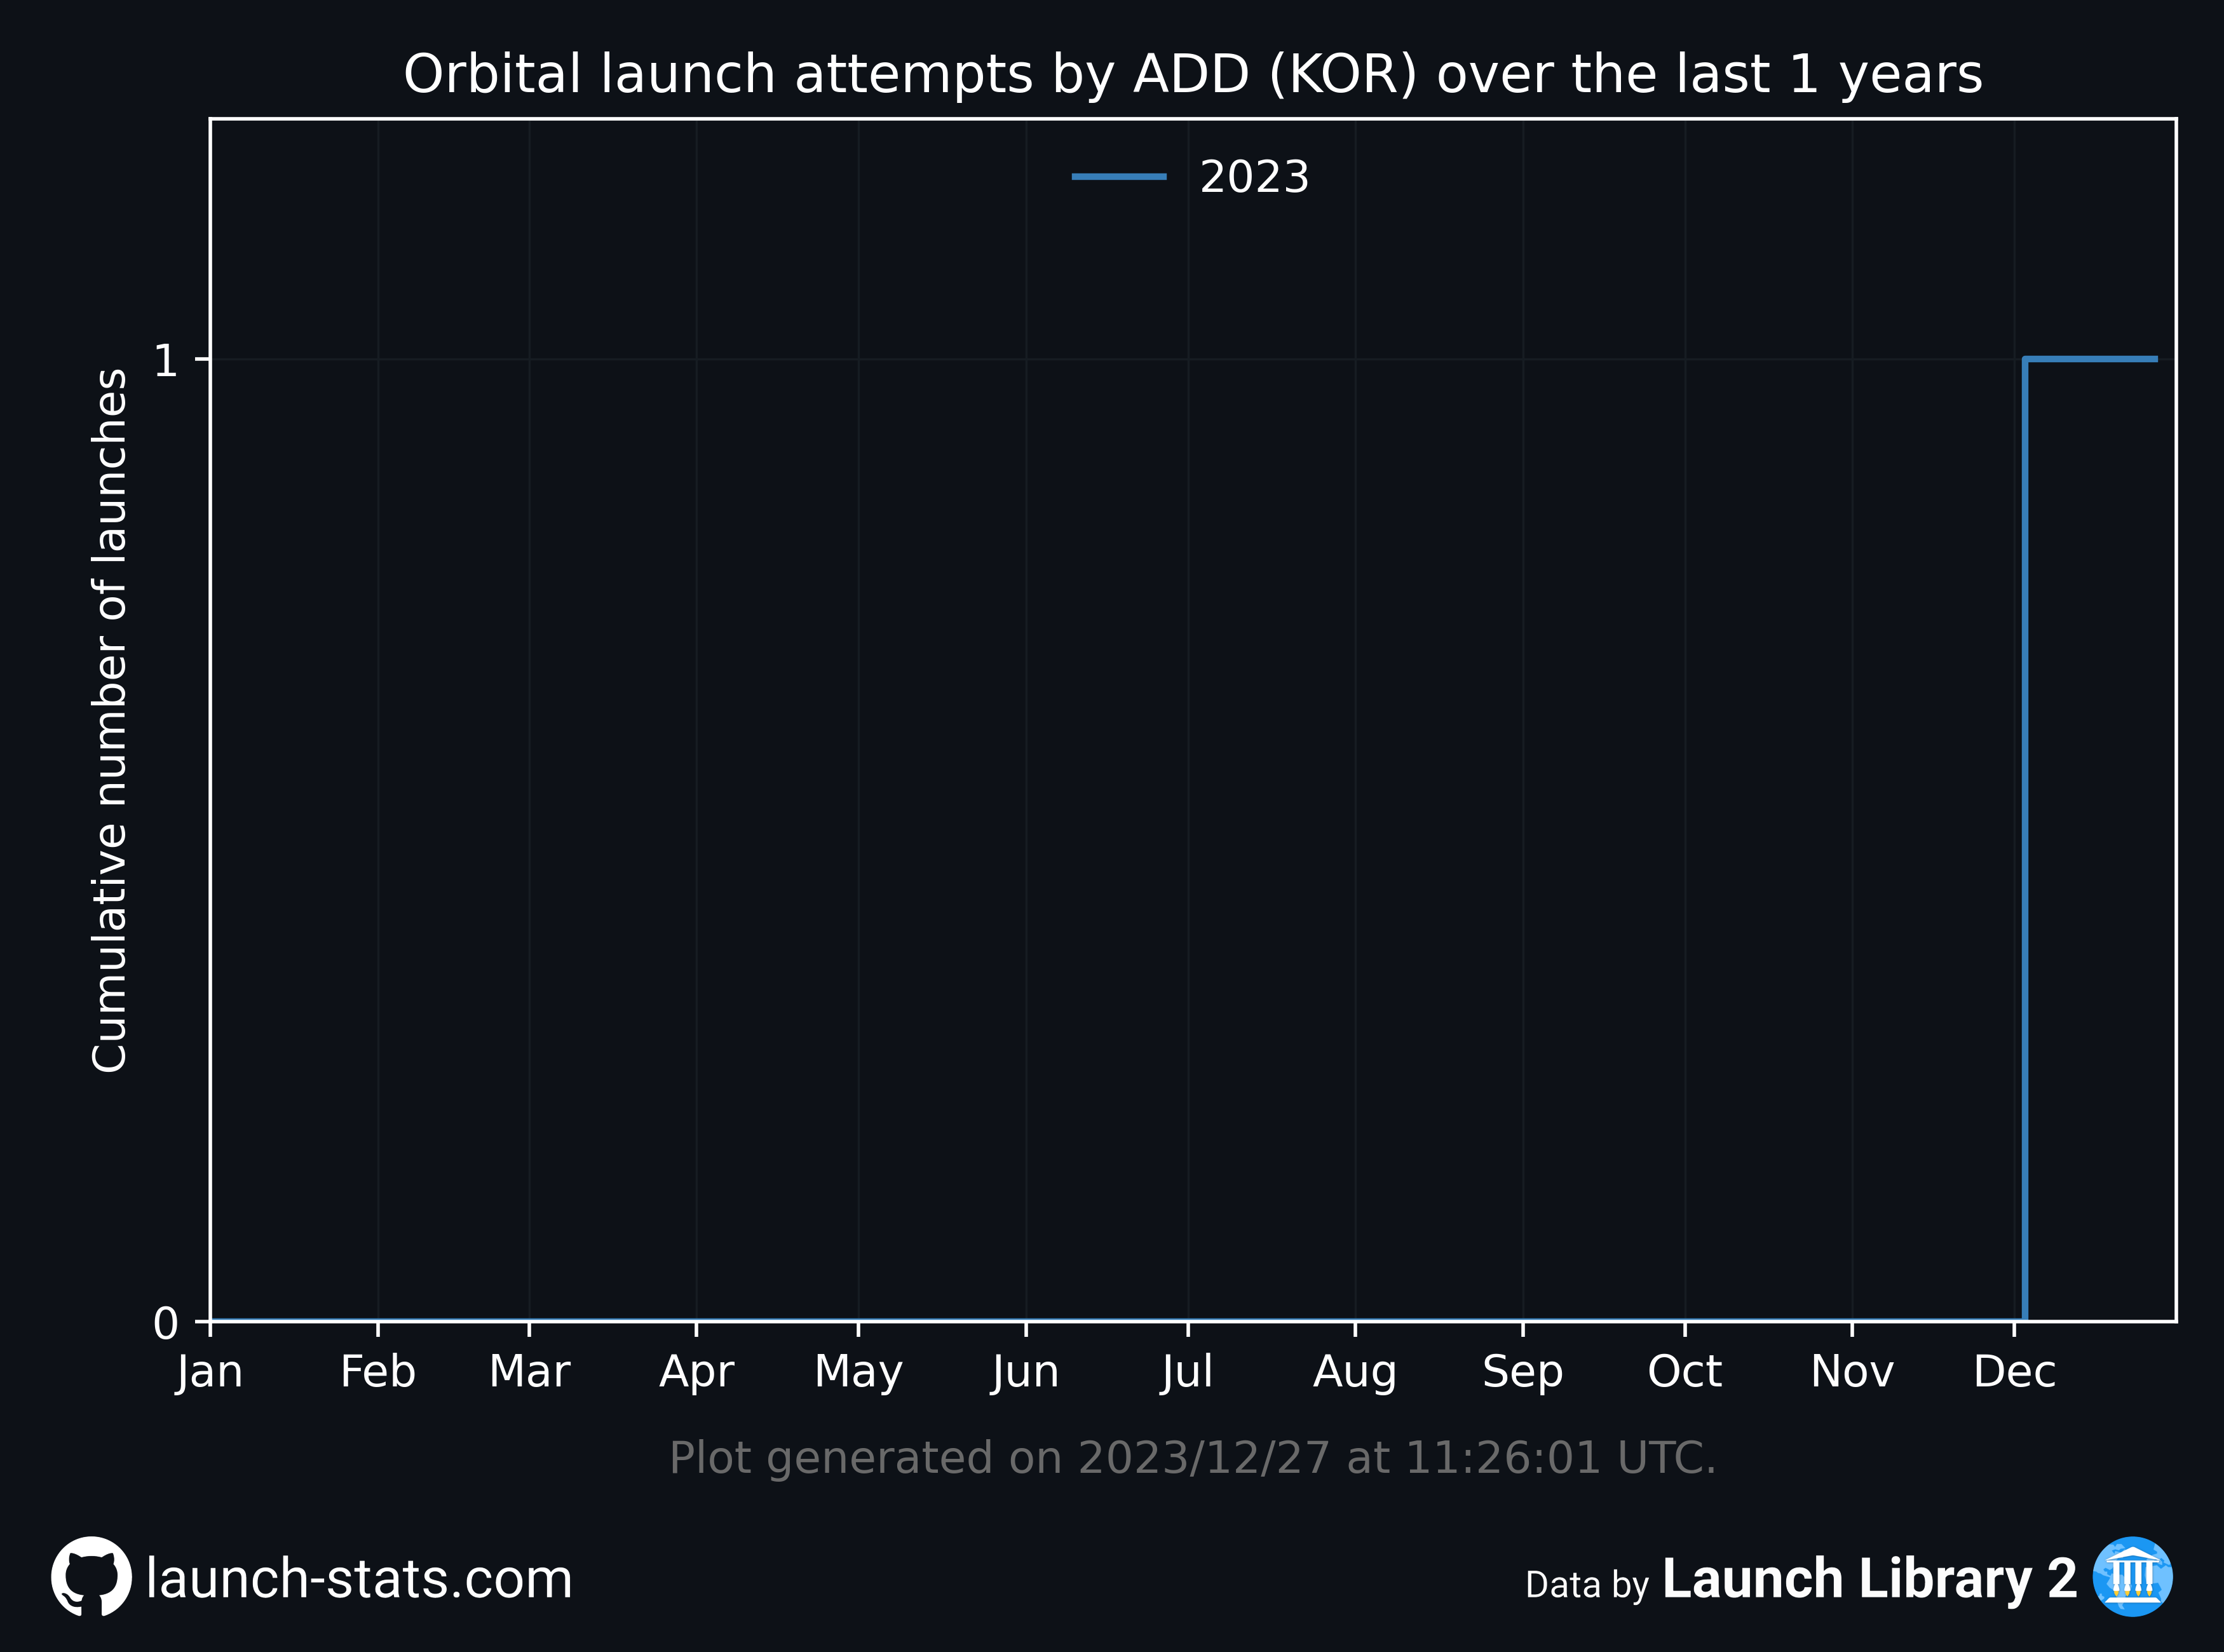 Orbital launch attempts by ADD (KOR) over the last 1 years
2023
Cumulative number of launches
1
0
Jan Feb Mar Apr May Jun Jul Aug Sep Oct Nov Dec
Plot generated on 2023/12/27 at 11:26:01 UTC.
launch-stats.com
Data by Launch Library 2